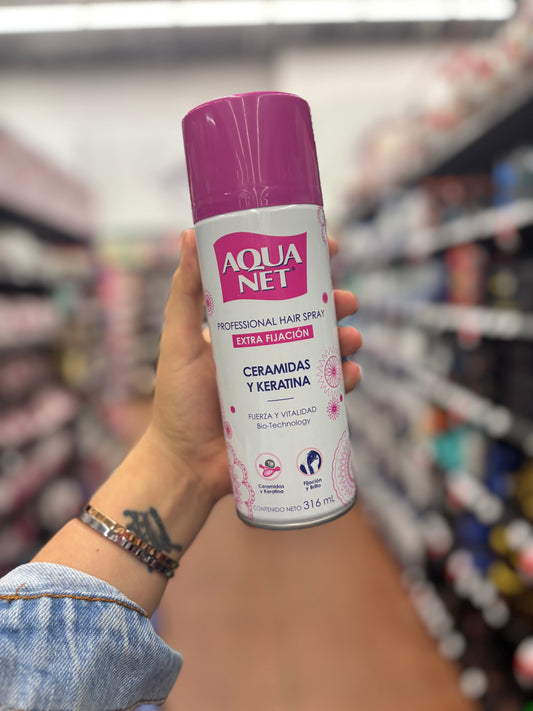 AQUA
NET®
PROFESSIONAL HAIR SPRAY
EXTRA FIJACIÓN
CERAMIDAS
Y KERATINA
FUERZA Y VITALIDAD
Bio-Technology
Ceramidas
y Keratina
Fijación
y Brillo
CONTENIDO NETO 316 mL